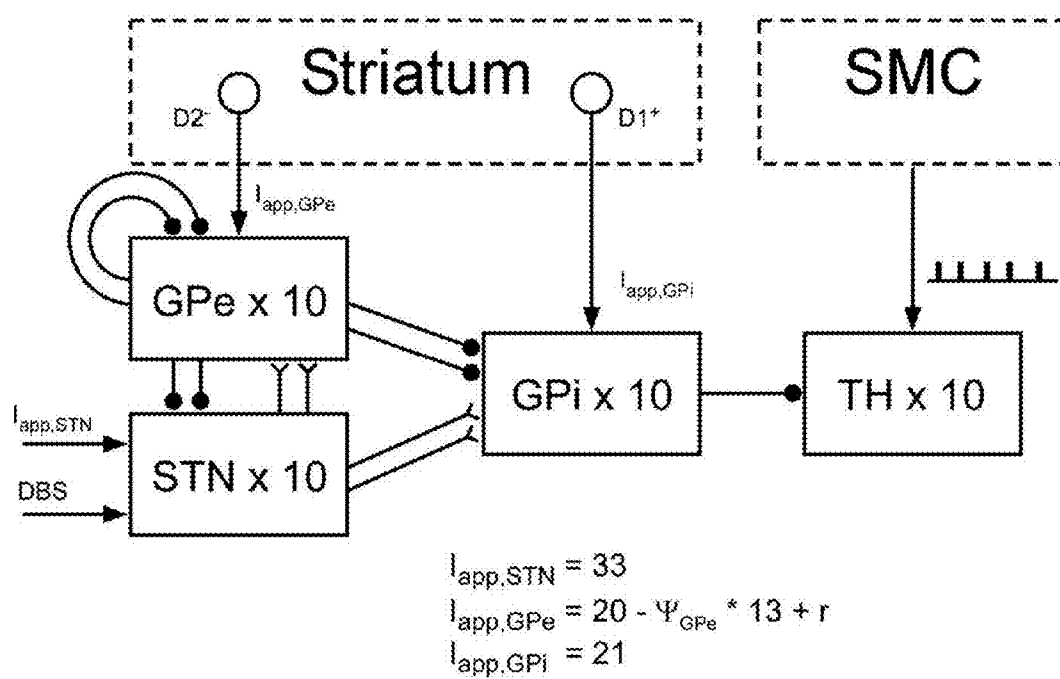 Striatum
SMC
D2⁻
D1⁺
I_app,GPe
I_app,GPi
GPe x 10
GPi x 10
TH x 10
I_app,STN
STN x 10
DBS
I_app,STN = 33
I_app,GPe = 20 - Ψ_GPe * 13 + r
I_app,GPi = 21